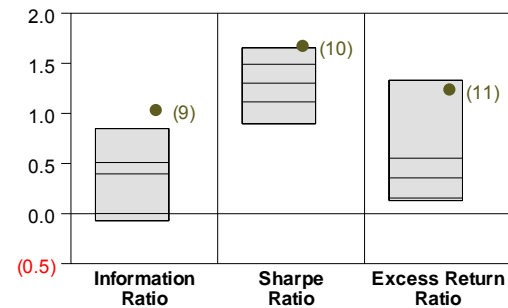 2.0
1.5
1.0
0.5
0.0
(0.5)
(9)
(10)
(11)
Information
Ratio
Sharpe
Ratio
Excess Return
Ratio